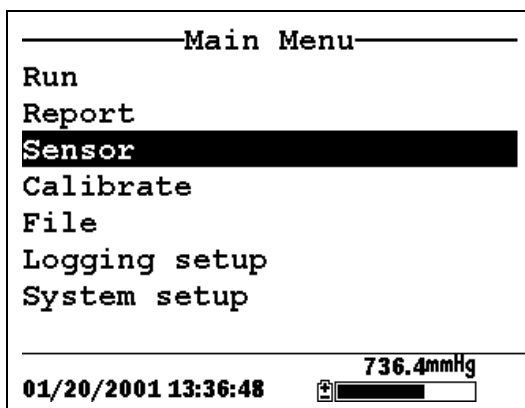 Main Menu
Run
Report
Sensor
Calibrate
File
Logging setup
System setup
736.4mmHg
01/20/2001 13:36:48